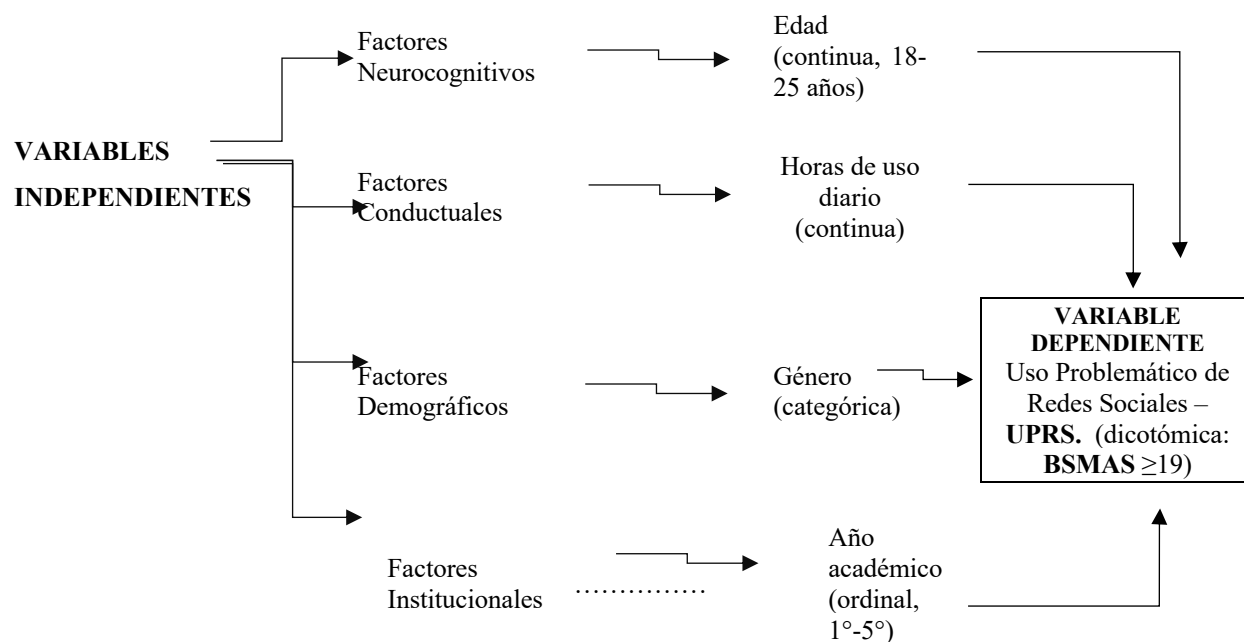 VARIABLES
INDEPENDIENTES
Factores
Neurocognitivos
Edad
(continua, 18-
25 años)
Factores
Conductuales
Horas de uso
diario
(continua)
Factores
Demográficos
Género
(categórica)
Factores
Institucionales ……………
Año
académico
(ordinal,
1°-5°)
VARIABLE
DEPENDIENTE
Uso Problemático de
Redes Sociales –
UPRS. (dicotómica:
BSMAS ≥19)